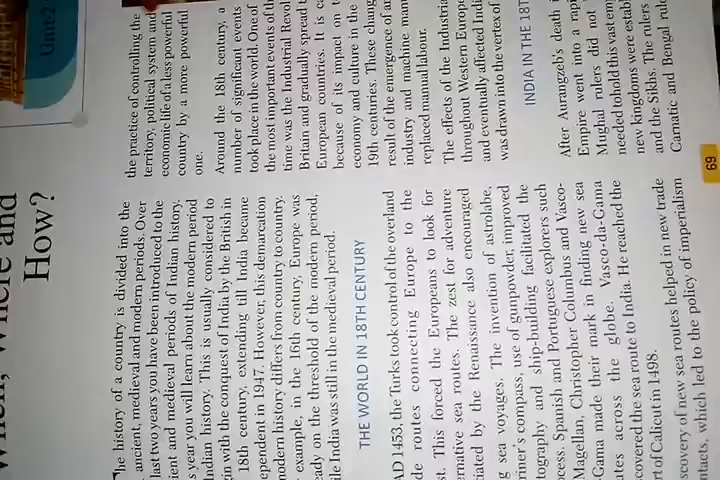 Unit-2
When, Where and
How?
he history of a country is divided into the
ancient, medieval and modern periods. Over
last two years you have been introduced to the
ient and medieval periods of Indian history.
s year you will learn about the modern period
ndian history. This is usually considered to
in with the conquest of India by the British in
18th century, extending till India became
ependent in 1947. However, this demarcation
nodern history differs from country to country.
example, in the 16th century, Europe was
eady on the threshold of the modern period,
ile India was still in the medieval period.
THE WORLD IN 18TH CENTURY
AD 1453, the Turks took control of the overland
de routes connecting Europe to the
st. This forced the Europeans to look for
ernative sea routes. The zest for adventure
iated by the Renaissance also encouraged
g sea voyages. The invention of astrolabe,
riner's compass, use of gunpowder, improved
tography and ship-building facilitated the
ocess. Spanish and Portuguese explorers such
Magellan, Christopher Columbus and Vasco-
-Gama made their mark in finding new sea
utes across the globe. Vasco-da-Gama
covered the sea route to India. He reached the
rt of Calicut in 1498.
scovery of new sea routes helped in new trade
ntacts, which led to the policy of imperialism
the practice of controlling the
territory, political system and
economic life of a less powerful
country by a more powerful
one.
Around the 18th century, a
number of significant events
took place in the world. One of
the most important events of th
time was the Industrial Revol
Britain and gradually spread t
European countries. It is ca
because of its impact on t
economy and culture in the
19th centuries. These chang
result of the emergence of a
industry and machine man
replaced manual labour.
The effects of the Industria
throughout Western Europe
and eventually affected Indi
was drawn into the vertex of
INDIA IN THE 18T
After Aurangzeb's death i
Empire went into a rapi
Mughal rulers did not
needed to hold this vast em
new kingdoms were establ
and the Sikhs. The rulers
Carnatic and Bengal rul
69